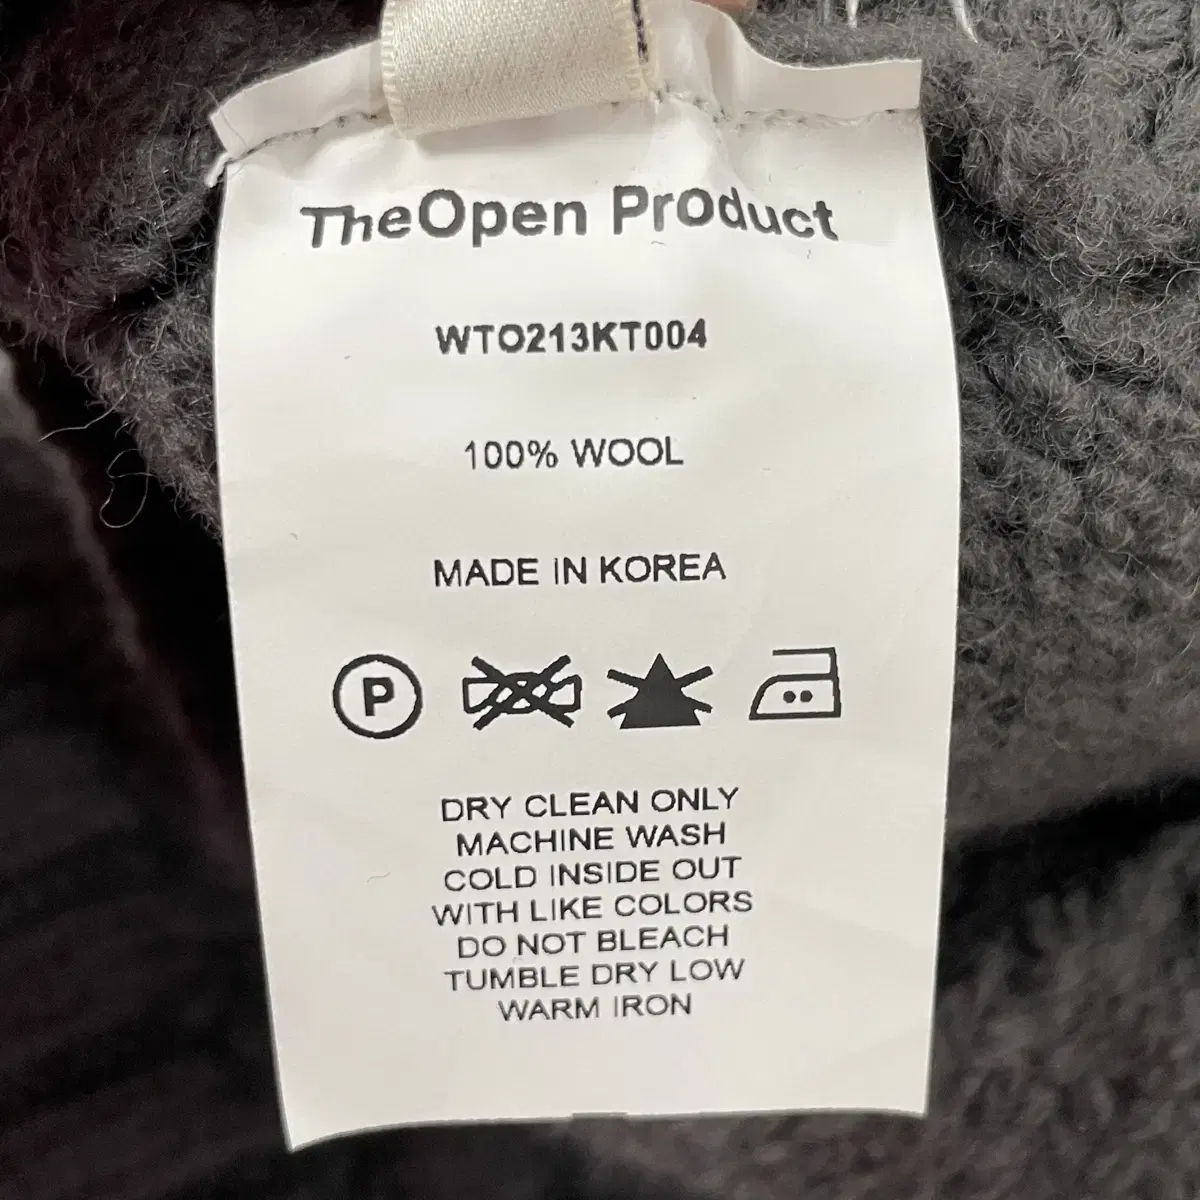 TheOpen Product
WTO213KT004
100% WOOL
MADE IN KOREA
P
DRY CLEAN ONLY
MACHINE WASH
COLD INSIDE OUT
WITH LIKE COLORS
DO NOT BLEACH
TUMBLE DRY LOW
WARM IRON